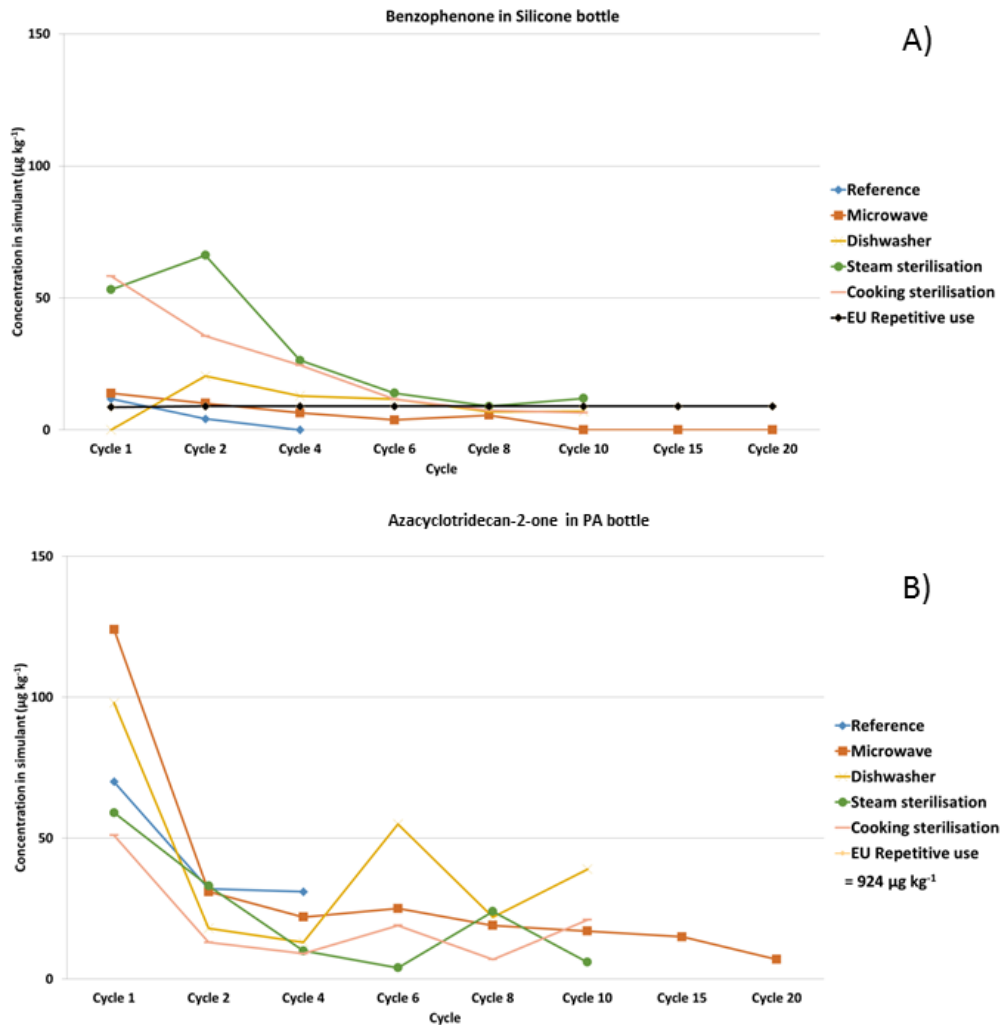 Benzophenone in Silicone bottle
A)
150
100
50
0
Concentration in simulant (µg kg⁻¹)
Cycle 1
Cycle 2
Cycle 4
Cycle 6
Cycle 8
Cycle 10
Cycle 15
Cycle 20
Cycle
Reference
Microwave
Dishwasher
Steam sterilisation
Cooking sterilisation
EU Repetitive use
Azacyclotridecan-2-one in PA bottle
B)
150
100
50
0
Concentration in simulant (µg kg⁻¹)
Cycle 1
Cycle 2
Cycle 4
Cycle 6
Cycle 8
Cycle 10
Cycle 15
Cycle 20
Cycle
Reference
Microwave
Dishwasher
Steam sterilisation
Cooking sterilisation
EU Repetitive use
= 924 µg kg⁻¹